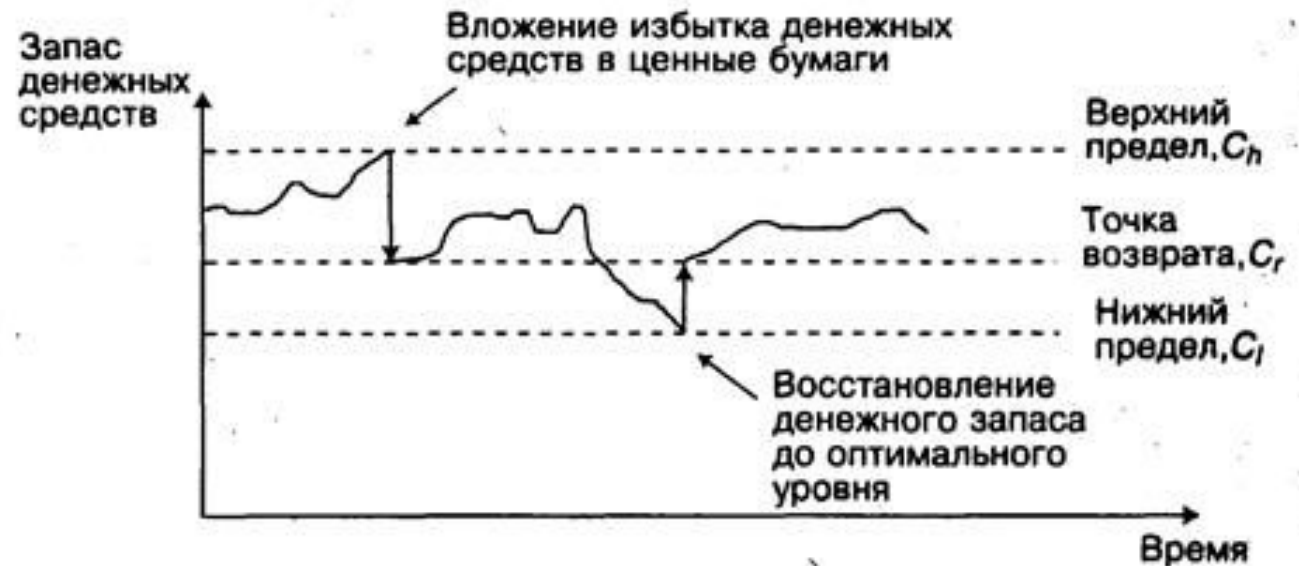 Запас
денежных
средств
Вложение избытка денежных
средств в ценные бумаги
Верхний
предел, Ch
Точка
возврата, Cr
Нижний
предел, Cl
Восстановление
денежного запаса
до оптимального
уровня
Время